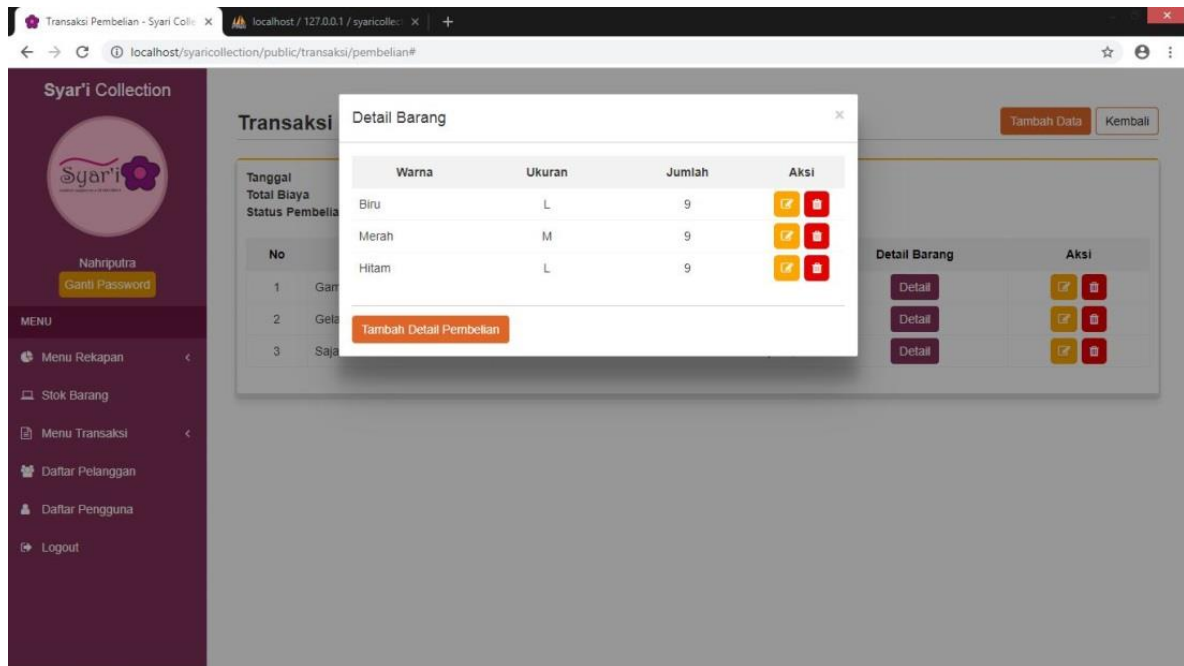 Transaksi Pembelian - Syari Colle
localhost / 127.0.0.1 / syaricollec
localhost/syaricollection/public/transaksi/pembelian#
Syar'i Collection
Syar'i
Nahriputra
Ganti Password
MENU
Menu Rekapan
Stok Barang
Menu Transaksi
Daftar Pelanggan
Daftar Pengguna
Logout
Transaksi
Tambah Data Kembali
Tanggal
Total Biaya
Status Pembelia
No Detail Barang Aksi
1 Gam Detail
2 Gela Detail
3 Saja Detail
Detail Barang ×
Warna Ukuran Jumlah Aksi
Biru L 9
Merah M 9
Hitam L 9
Tambah Detail Pembelian